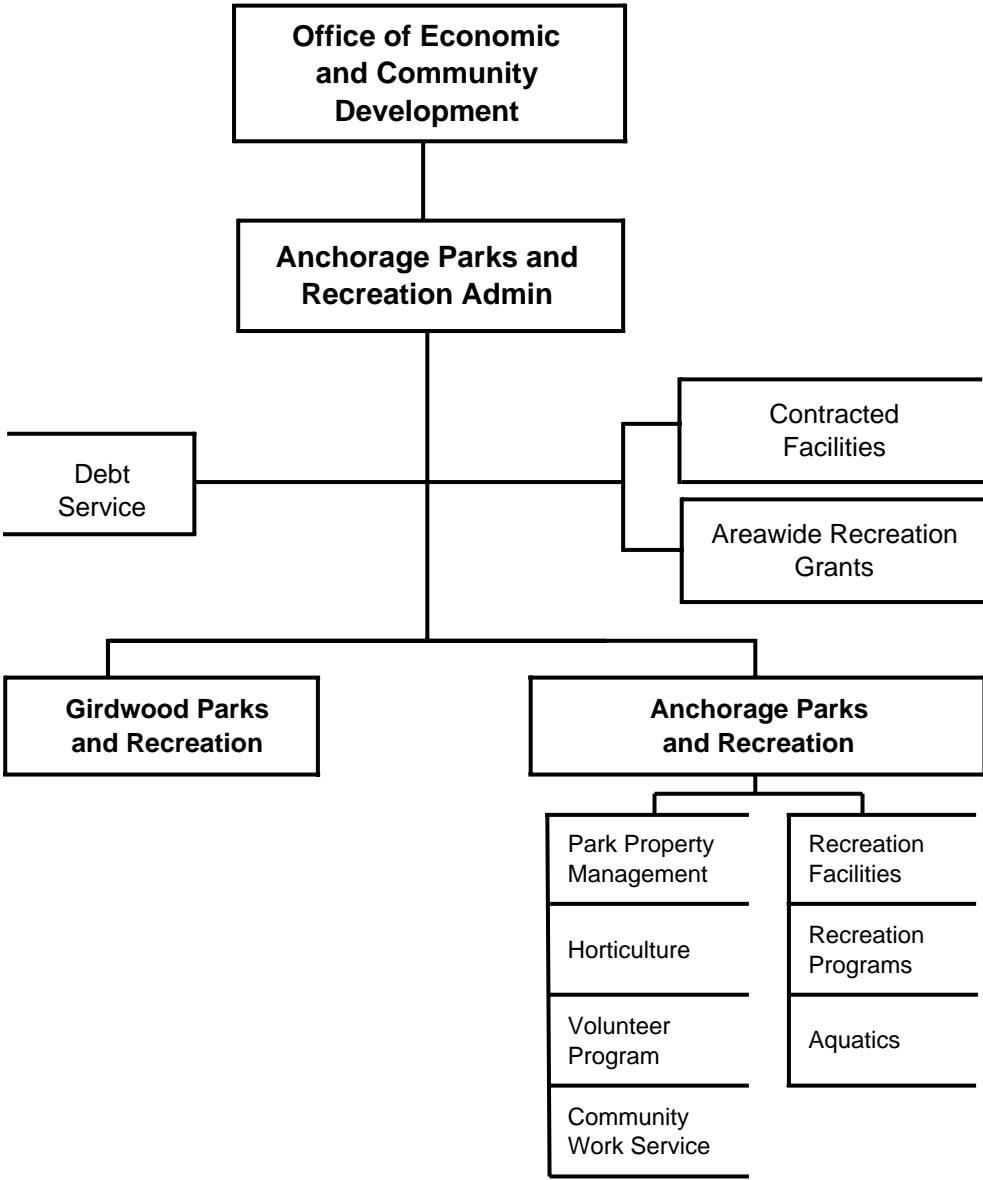 Office of Economic
and Community
Development
Anchorage Parks and
Recreation Admin
Contracted
Facilities
Debt
Service
Areawide Recreation
Grants
Girdwood Parks
and Recreation
Anchorage Parks
and Recreation
Park Property
Management
Horticulture
Volunteer
Program
Community
Work Service
Recreation
Facilities
Recreation
Programs
Aquatics